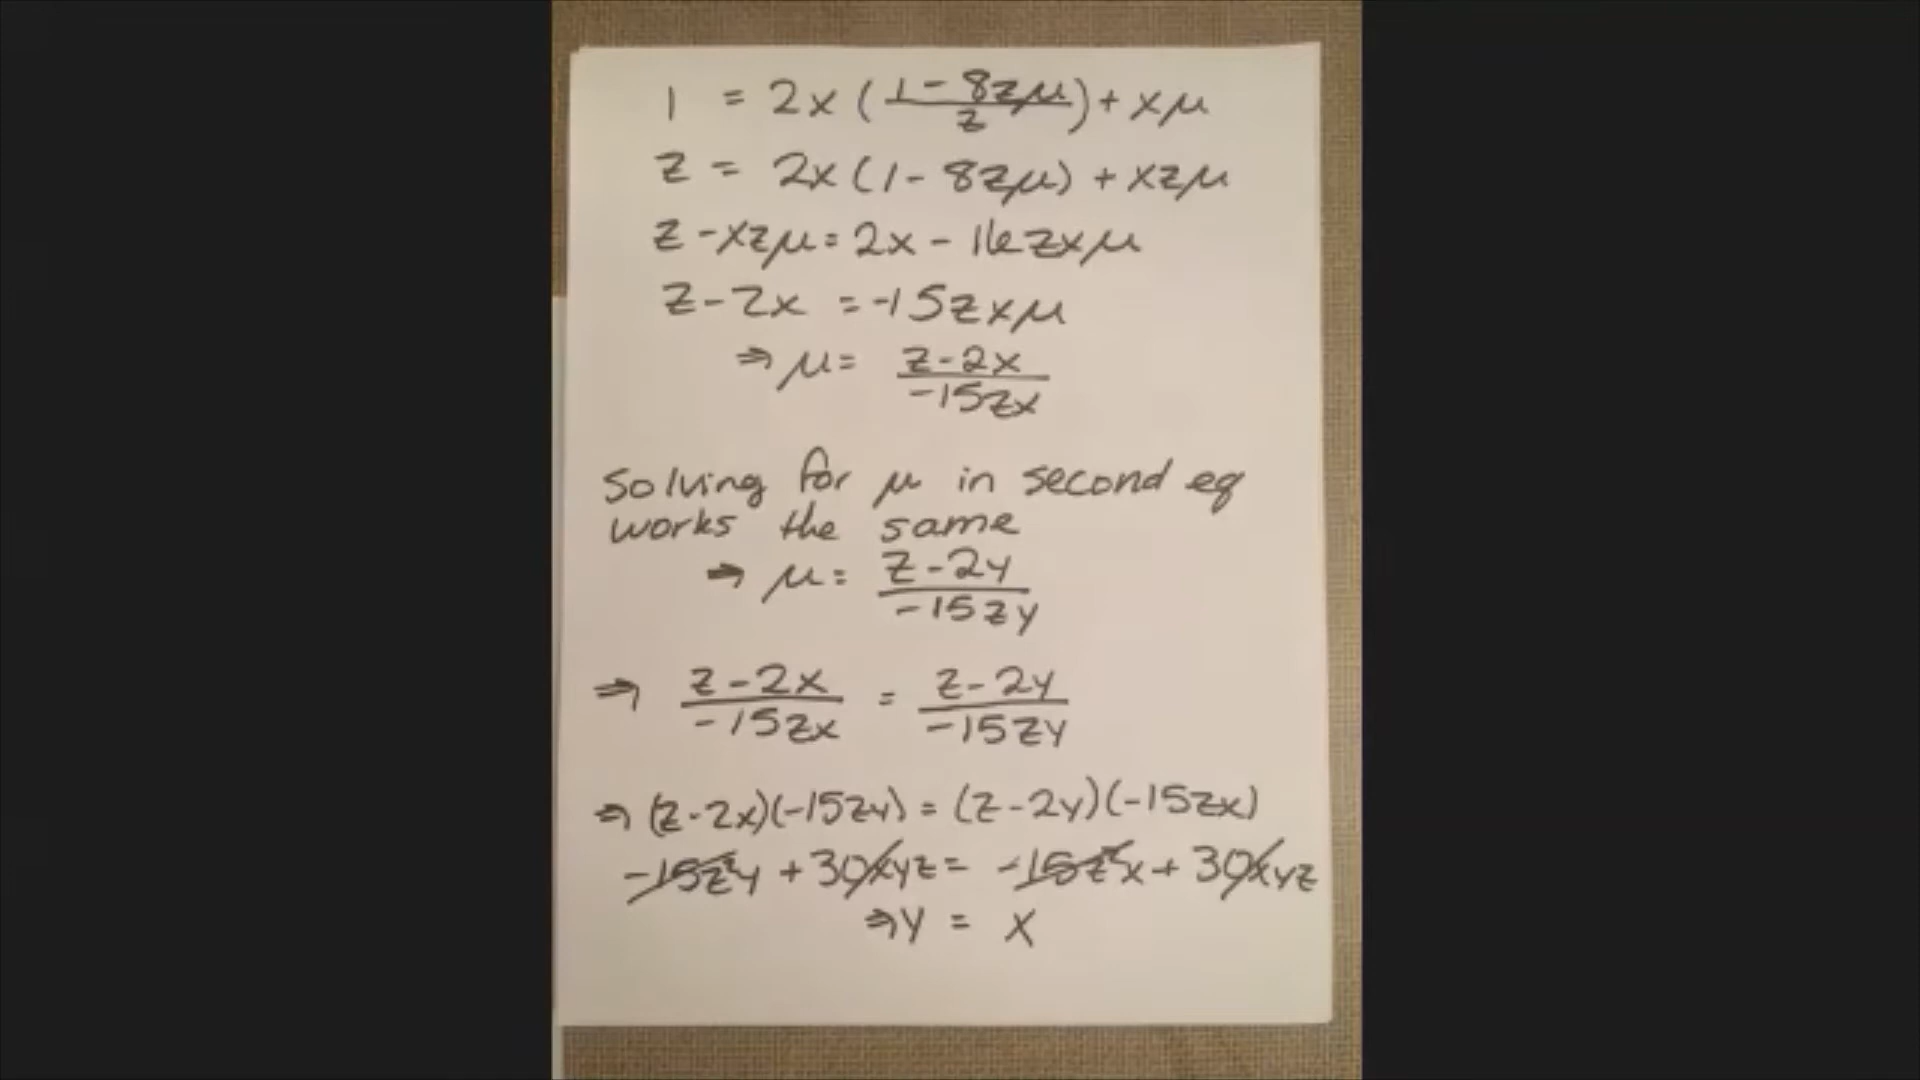 1 = 2x ( (1 - 8zμ)/z ) + xμ
z = 2x (1 - 8zμ) + xzμ
z - xzμ = 2x - 16zxμ
z - 2x = -15zxμ
⇒ μ = (z - 2x)/(-15zx)
solving for μ in second eq
works the same
⇒ μ = (z - 2y)/(-15zy)
⇒ (z - 2x)/(-15zx) = (z - 2y)/(-15zy)
⇒ (z - 2x)(-15zy) = (z - 2y)(-15zx)
-15z²y + 30xyz = -15z²x + 30xyz
⇒ y = x